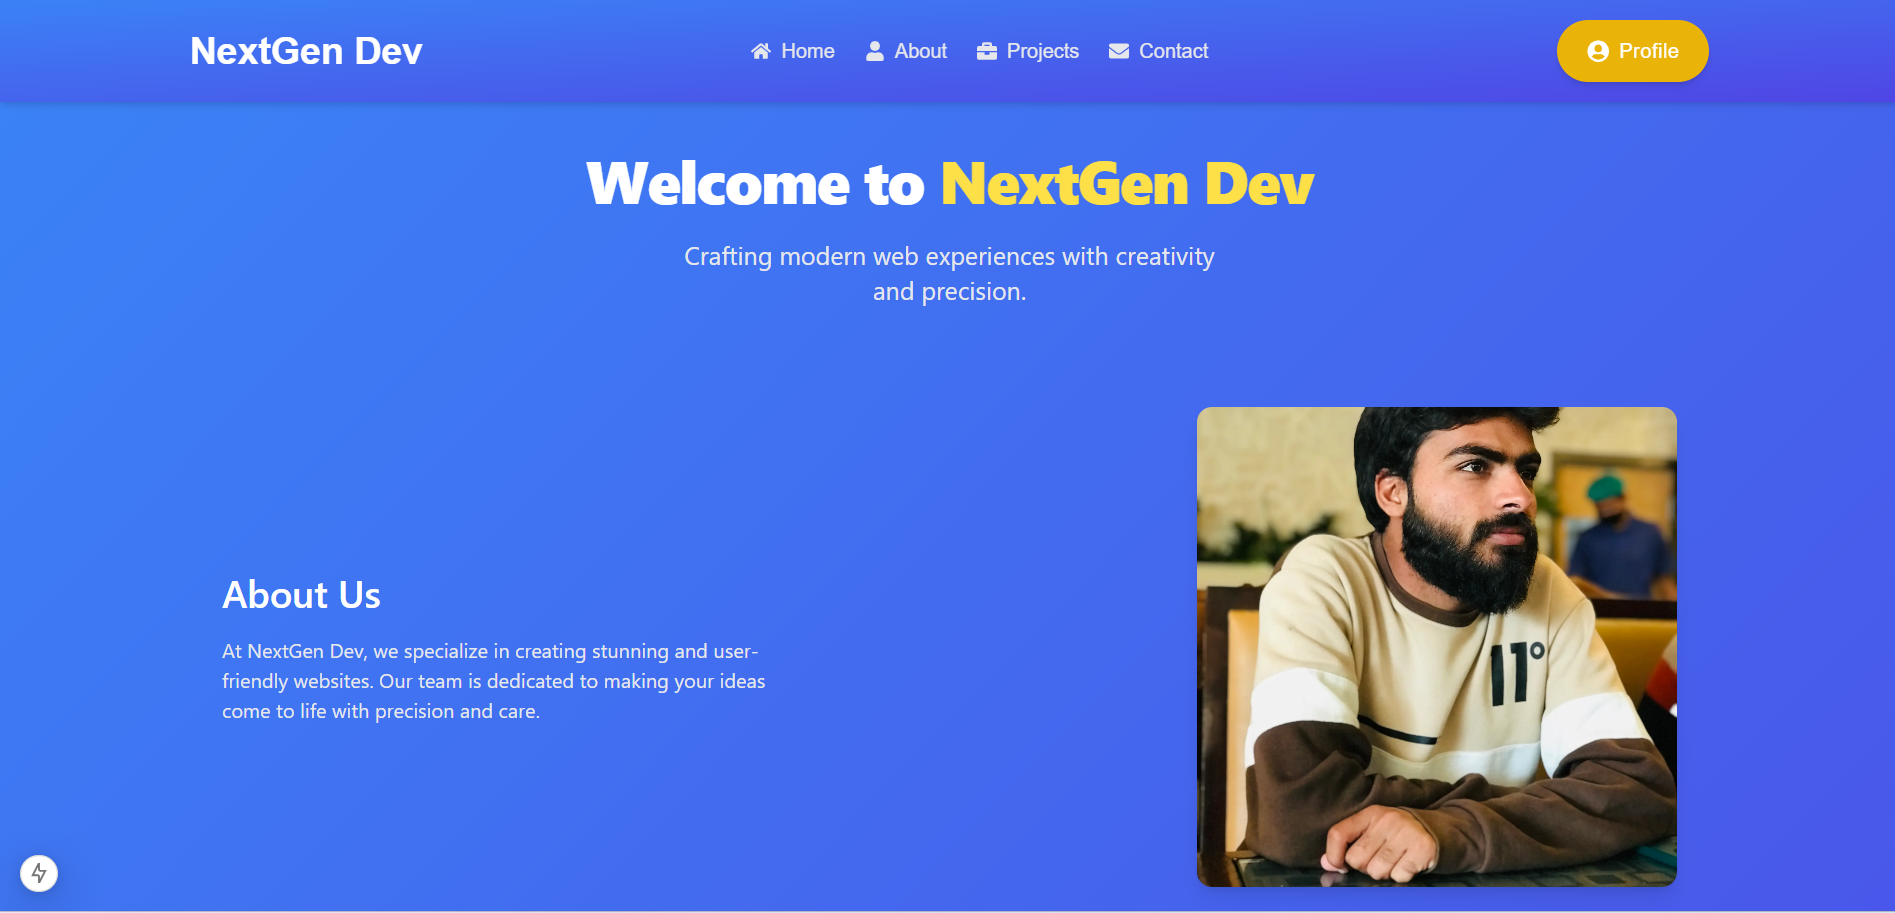 NextGen Dev
Home
About
Projects
Contact
Profile
Welcome to NextGen Dev
Crafting modern web experiences with creativity
and precision.
About Us
At NextGen Dev, we specialize in creating stunning and user-
friendly websites. Our team is dedicated to making your ideas
come to life with precision and care.
11°